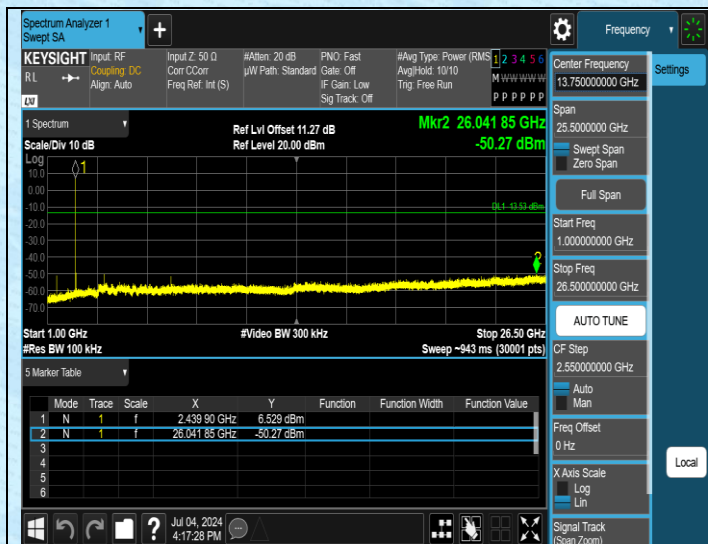 Spectrum Analyzer 1
Swept SA
+
Frequency
KEYSIGHT
RL
LXI
Input: RF
Coupling: DC
Align: Auto
Input Z: 50 Ω
Corr CCorr
Freq Ref: Int (S)
#Atten: 20 dB
µW Path: Standard
PNO: Fast
Gate: Off
IF Gain: Low
Sig Track: Off
#Avg Type: Power (RMS
Avg|Hold: 10/10
Trig: Free Run
1 2 3 4 5 6
M W W W W W
P P P P P P
1 Spectrum
Scale/Div 10 dB
Ref Lvl Offset 11.27 dB
Ref Level 20.00 dBm
Mkr2 26.041 85 GHz
-50.27 dBm
Log
10.0
0.00
-10.0
-20.0
-30.0
-40.0
-50.0
-60.0
-70.0
1
DL1 -13.53 dBm
2
Start 1.00 GHz
#Res BW 100 kHz
#Video BW 300 kHz
Stop 26.50 GHz
Sweep ~943 ms (30001 pts)
5 Marker Table
Mode Trace Scale X Y Function Function Width Function Value
1 N 1 f 2.439 90 GHz 6.529 dBm
2 N 1 f 26.041 85 GHz -50.27 dBm
3
4
5
6
?
Jul 04, 2024
4:17:28 PM
Center Frequency
13.750000000 GHz
Span
25.5000000 GHz
Swept Span
Zero Span
Full Span
Start Freq
1.000000000 GHz
Stop Freq
26.500000000 GHz
AUTO TUNE
CF Step
2.550000000 GHz
Auto
Man
Freq Offset
0 Hz
X Axis Scale
Log
Lin
Signal Track
(Span Zoom)
Settings
Local